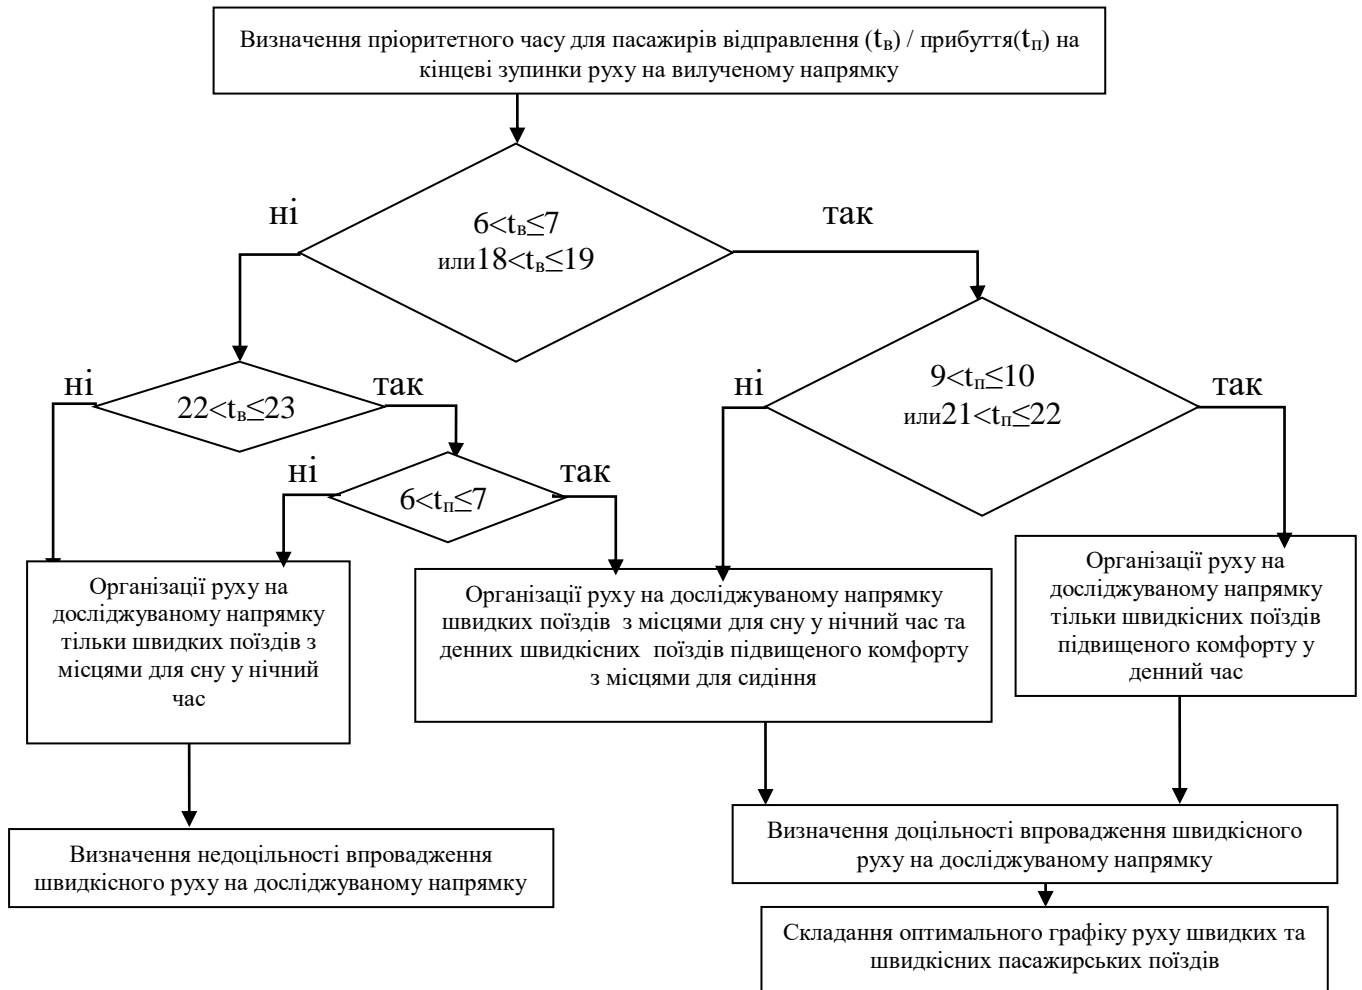 Визначення пріоритетного часу для пасажирів відправлення (tв) / прибуття(tп) на
кінцеві зупинки руху на вилученому напрямку
ні
так
6<tв≤7
или18<tв≤19
ні
так
22<tв≤23
ні
так
9<tп≤10
или21<tп≤22
ні
так
6<tп≤7
Організації руху на
досліджуваному напрямку
тільки швидких поїздів з
місцями для сну у нічний
час
Організації руху на досліджуваному напрямку
швидких поїздів з місцями для сну у нічний час та
денних швидкісних поїздів підвищеного комфорту
з місцями для сидіння
Організації руху на
досліджуваному напрямку
тільки швидкісних поїздів
підвищеного комфорту у
денний час
Визначення недоцільності впровадження
швидкісного руху на досліджуваному напрямку
Визначення доцільності впровадження швидкісного
руху на досліджуваному напрямку
Складання оптимального графіку руху швидких та
швидкісних пасажирських поїздів